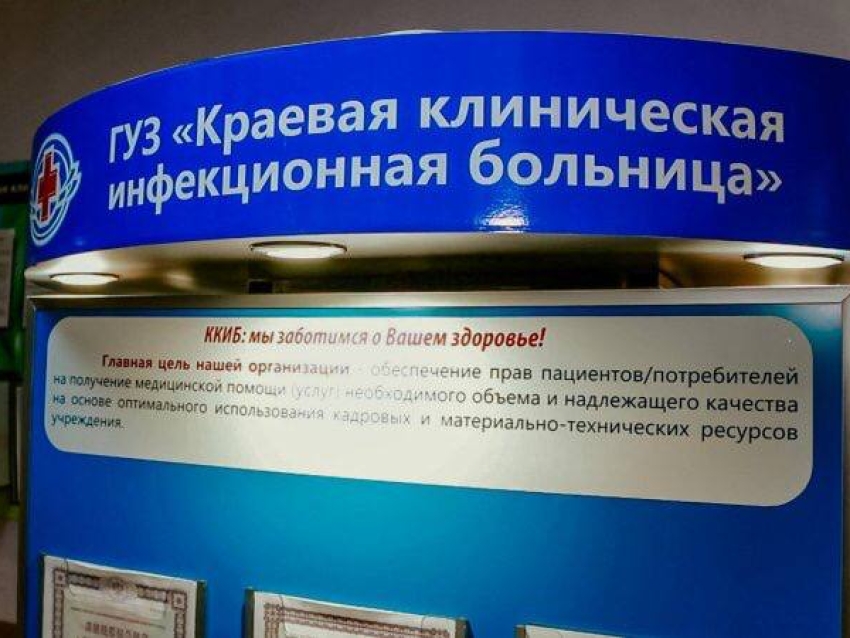 ГУЗ «Краевая клиническая
инфекционная больница»
ККИБ: мы заботимся о Вашем здоровье!
Главная цель нашей организации - обеспечение прав пациентов/потребителей
на получение медицинской помощи (услуг) необходимого объема и надлежащего качества
на основе оптимального использования кадровых и материально-технических ресурсов
учреждения.